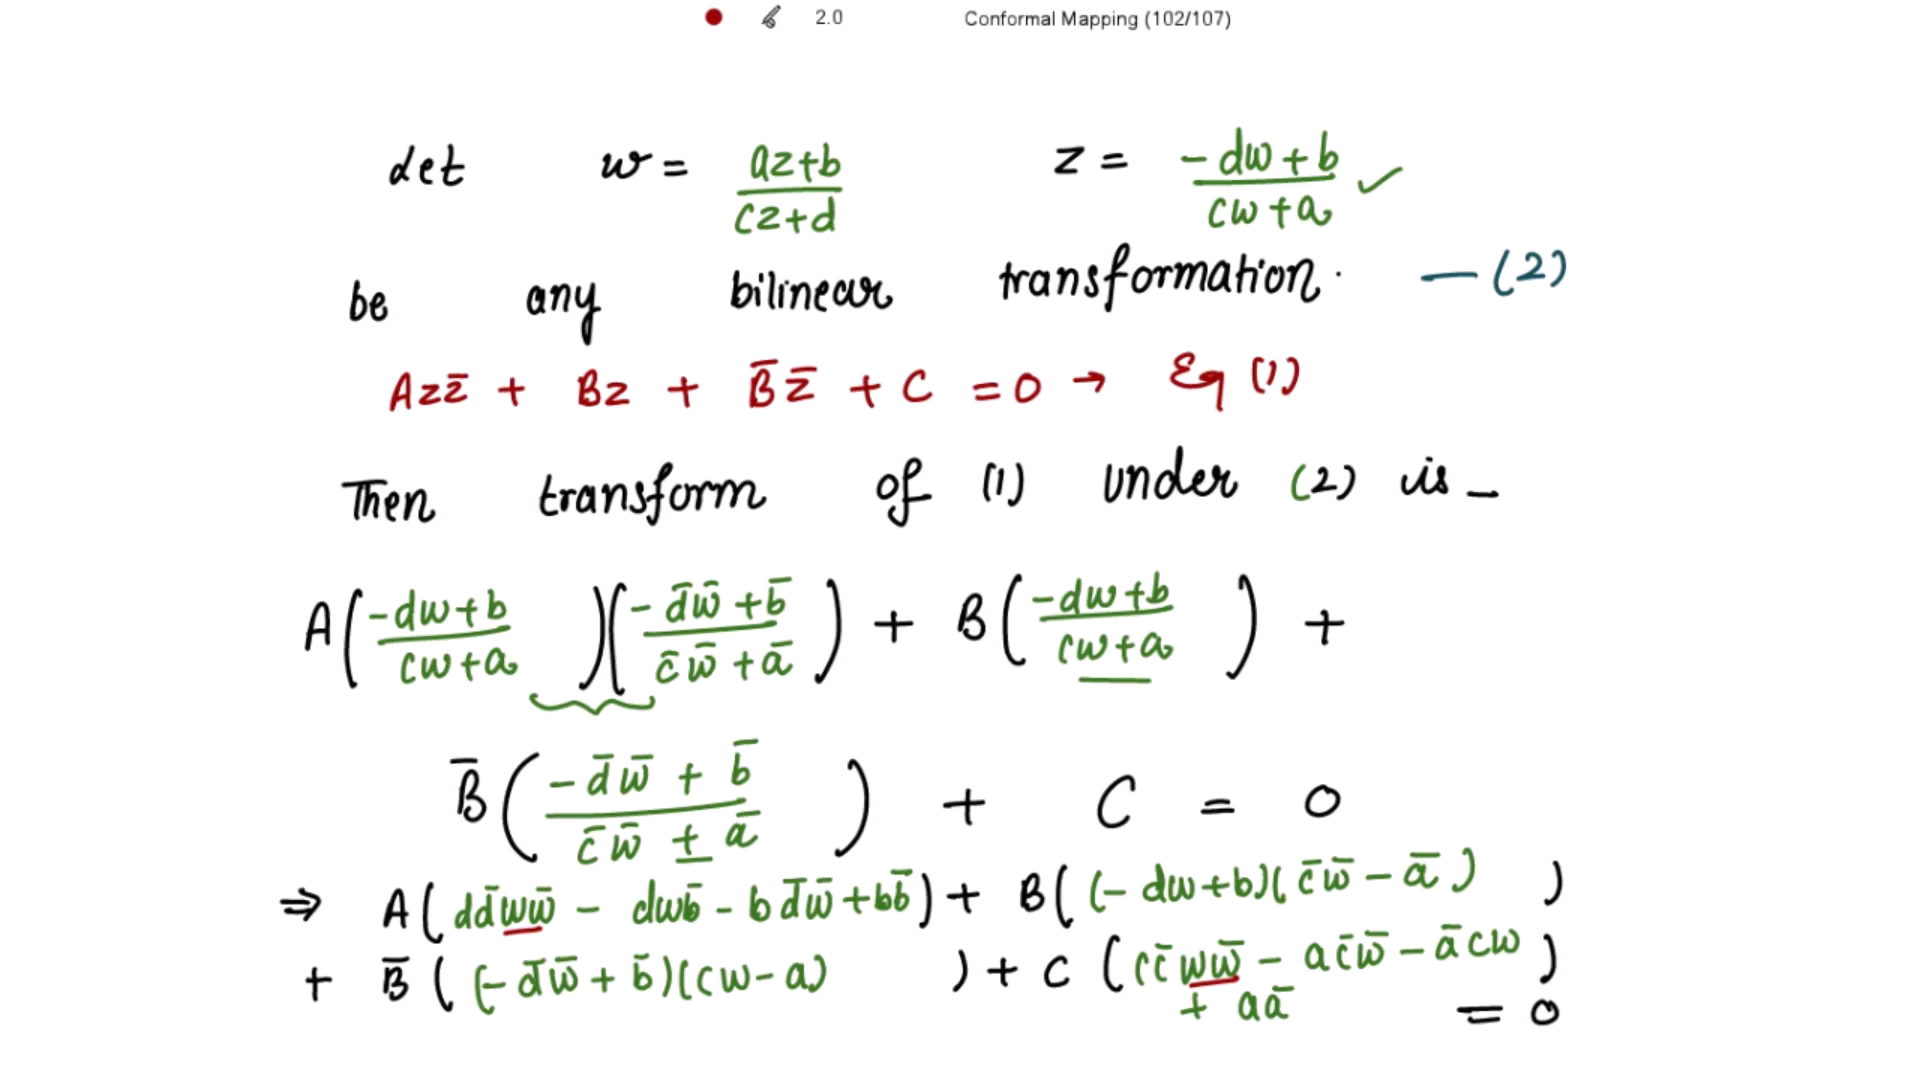 2.0 Conformal Mapping (102/107)
Let w = (az+b)/(cz+d) z = (-dw+b)/(cw+a) ✓
be any bilinear transformation. — (2)
Azz̄ + Bz + B̄z̄ + C = 0 → Eq (1)
Then transform of (1) under (2) is –
A((-dw+b)/(cw+a))((-d̄w̄+b̄)/(c̄w̄+ā)) + B((-dw+b)/(cw+a)) +
B̄((-d̄w̄+b̄)/(c̄w̄+ā)) + C = 0
⇒ A(dd̄ww̄ - dwb̄ - bd̄w̄ + bb̄) + B((-dw+b)(c̄w̄-ā))
+ B̄((-d̄w̄+b̄)(cw-a)) + C(cc̄ww̄ - ac̄w̄ - ācw)
+ aā = 0